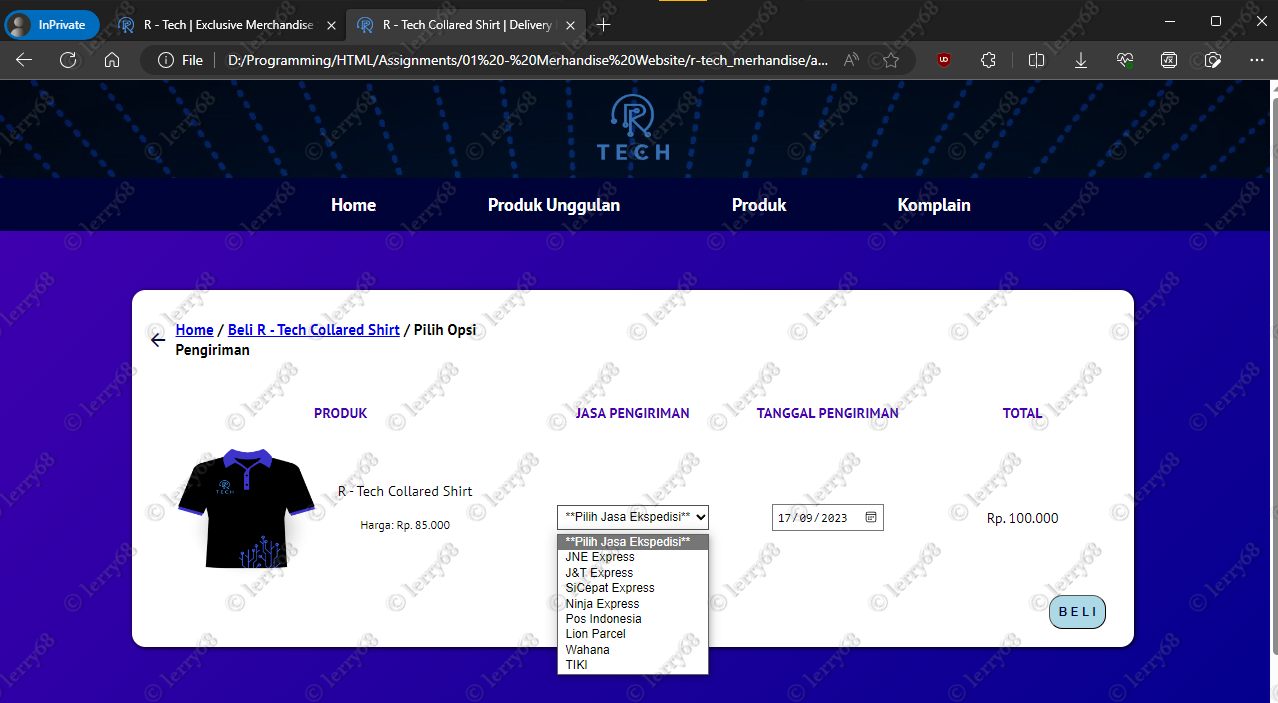 InPrivate
R - Tech | Exclusive Merchandise
R - Tech Collared Shirt | Delivery
File
D:/Programming/HTML/Assignments/01%20-%20Merhandise%20Website/r-tech_merhandise/a...
R
TECH
Home
Produk Unggulan
Produk
Komplain
Home / Beli R - Tech Collared Shirt / Pilih Opsi
Pengiriman
PRODUK
JASA PENGIRIMAN
TANGGAL PENGIRIMAN
TOTAL
TECH
R - Tech Collared Shirt
Harga: Rp. 85.000
**Pilih Jasa Ekspedisi**
17/09/2023
Rp. 100.000
**Pilih Jasa Ekspedisi**
JNE Express
J&T Express
SiCepat Express
Ninja Express
Pos Indonesia
Lion Parcel
Wahana
TIKI
BELI
© lerry68